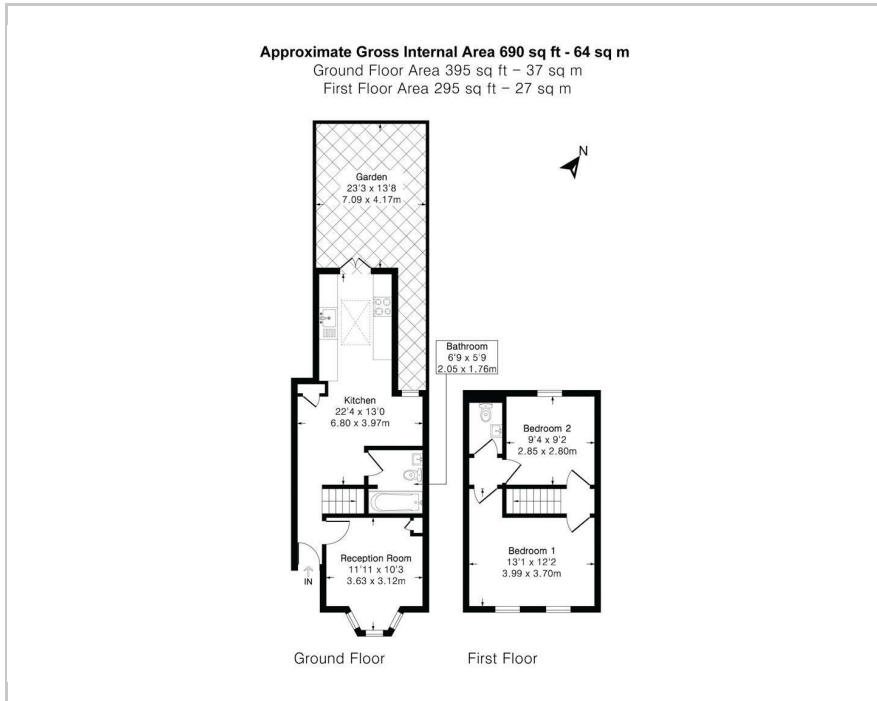 Approximate Gross Internal Area 690 sq ft - 64 sq m
Ground Floor Area 395 sq ft – 37 sq m
First Floor Area 295 sq ft – 27 sq m
N
Garden
23'3 x 13'8
7.09 x 4.17m
Bathroom
6'9 x 5'9
2.05 x 1.76m
Kitchen
22'4 x 13'0
6.80 x 3.97m
Bedroom 2
9'4 x 9'2
2.85 x 2.80m
Reception Room
11'11 x 10'3
3.63 x 3.12m
IN
Bedroom 1
13'1 x 12'2
3.99 x 3.70m
Ground Floor
First Floor